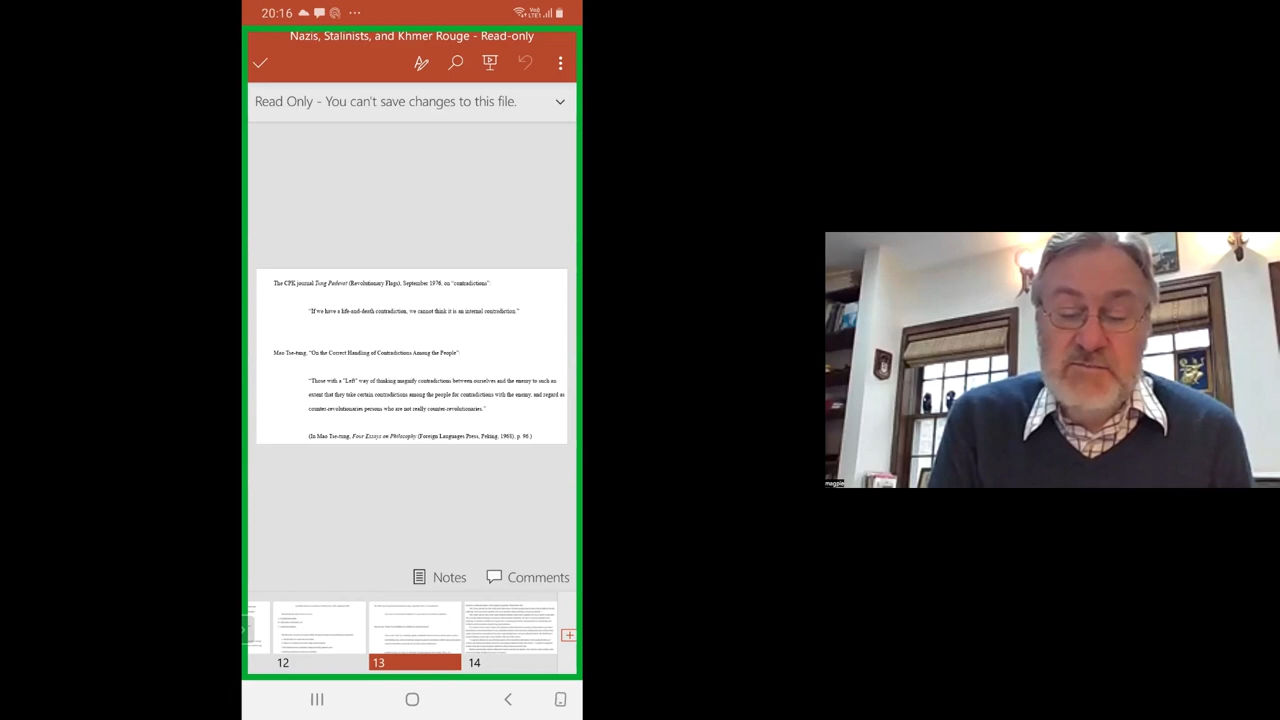 20:16
Voo)
LTE1
Nazis, Stalinists, and Khmer Rouge - Read-only
Read Only - You can't save changes to this file.
The CPK journal Tung Padevat (Revolutionary Flags), September 1976, on "contradictions":
"If we have a life-and-death contradiction, we cannot think it is an internal contradiction."
Mao Tse-tung, "On the Correct Handling of Contradictions Among the People":
"Those with a "Left" way of thinking magnify contradictions between ourselves and the enemy to such an
extent that they take certain contradictions among the people for contradictions with the enemy, and regard as
counter-revolutionaries persons who are not really counter-revolutionaries."
(In Mao Tse-tung, Four Essays on Philosophy (Foreign Languages Press, Peking, 1968), p. 96.)
Notes
Comments
12
13
14
magpie